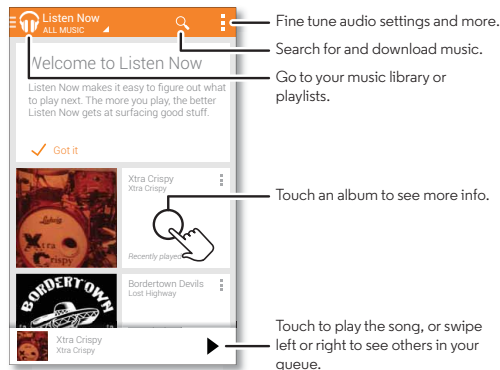 Listen Now
ALL MUSIC
Fine tune audio settings and more.
Search for and download music.
Go to your music library or
playlists.
Welcome to Listen Now
Listen Now makes it easy to figure out what
to play next. The more you play, the better
Listen Now gets at surfacing good stuff.
Got it
Xtra Crispy
Xtra Crispy
Recently played
Touch an album to see more info.
Ludwig
Xtra
Crispy
Bordertown Devils
Lost Highway
BORDERTOWN
Xtra Crispy
Xtra Crispy
Touch to play the song, or swipe
left or right to see others in your
queue.